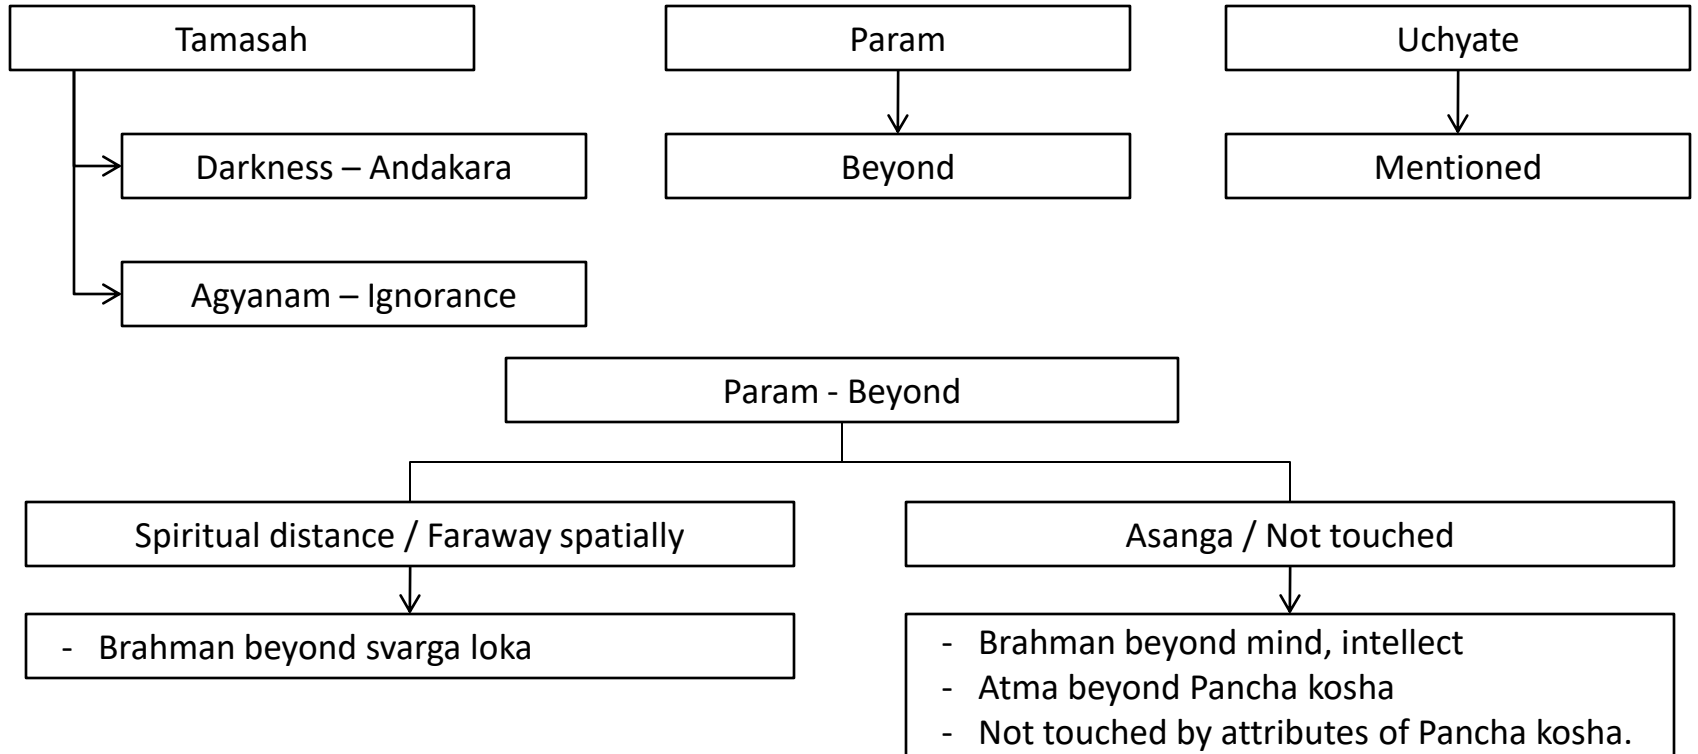 Tamasah
Param
Uchyate
Darkness – Andakara
Beyond
Mentioned
Agyanam – Ignorance
Param - Beyond
Spiritual distance / Faraway spatially
Asanga / Not touched
- Brahman beyond svarga loka
- Brahman beyond mind, intellect
- Atma beyond Pancha kosha
- Not touched by attributes of Pancha kosha.